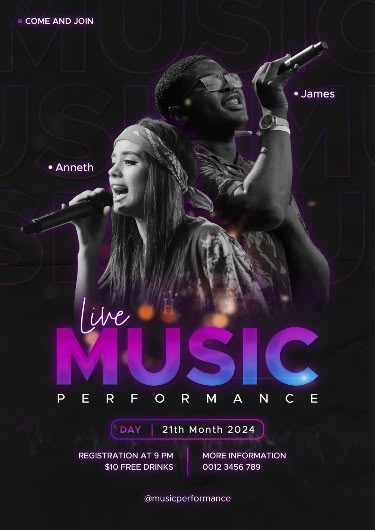 COME AND JOIN
James
Anneth
Live
MUSIC
PERFORMANCE
DAY | 21th Month 2024
REGISTRATION AT 9 PM
$10 FREE DRINKS
MORE INFORMATION
0012 3456 789
@musicperformance